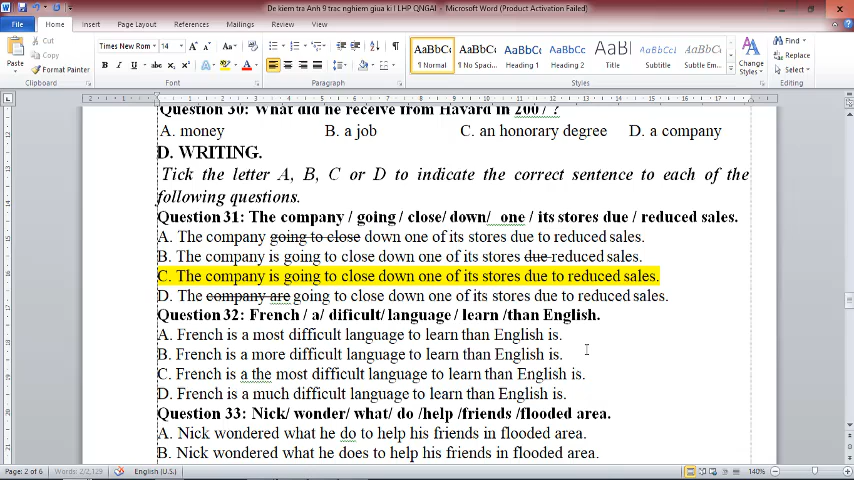 De kiem tra Anh 9 trac nghiem giua ki I LHP QNGAI - Microsoft Word (Product Activation Failed)
File Home Insert Page Layout References Mailings Review View
Paste Cut Copy Format Painter Clipboard
Times New Rom 14 Font
Paragraph
AaBbCc ¶ Normal AaBbCc ¶ No Spaci... AaBbC Heading 1 AaBbCc Heading 2 AaBl Title AaBbCc. Subtitle AaBbCcL Subtle Em... Change Styles Styles
Find Replace Select Editing
Question 30: What did he receive from Havard in 2007 ?
A. money B. a job C. an honorary degree D. a company
D. WRITING.
Tick the letter A, B, C or D to indicate the correct sentence to each of the
following questions.
Question 31: The company / going / close/ down/ one / its stores due / reduced sales.
A. The company going to close down one of its stores due to reduced sales.
B. The company is going to close down one of its stores due reduced sales.
C. The company is going to close down one of its stores due to reduced sales.
D. The company are going to close down one of its stores due to reduced sales.
Question 32: French / a/ dificult/ language / learn /than English.
A. French is a most difficult language to learn than English is.
B. French is a more difficult language to learn than English is.
C. French is a the most difficult language to learn than English is.
D. French is a much difficult language to learn than English is.
Question 33: Nick/ wonder/ what/ do /help /friends /flooded area.
A. Nick wondered what he do to help his friends in flooded area.
B. Nick wondered what he does to help his friends in flooded area.
Page: 2 of 6 Words: 2/2,129 English (U.S.) 140%